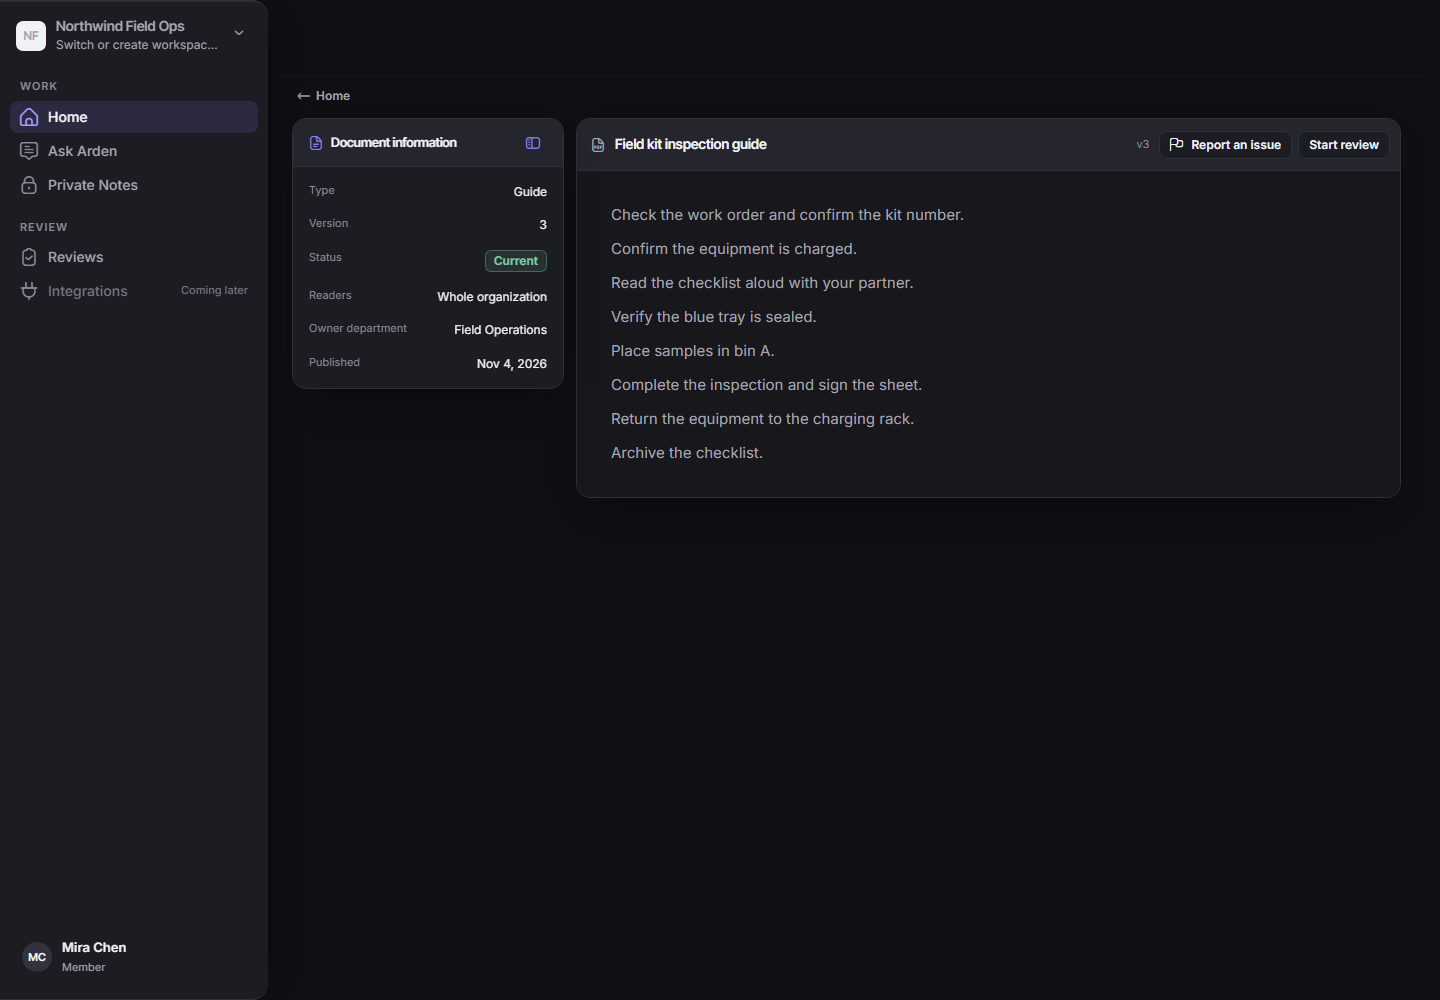 NF
Northwind Field Ops
Switch or create workspac...
WORK
Home
Ask Arden
Private Notes
REVIEW
Reviews
Integrations Coming later
MC
Mira Chen
Member
← Home
Document information
Type Guide
Version 3
Status Current
Readers Whole organization
Owner department Field Operations
Published Nov 4, 2026
PDF
Field kit inspection guide
v3
Report an issue
Start review
Check the work order and confirm the kit number.
Confirm the equipment is charged.
Read the checklist aloud with your partner.
Verify the blue tray is sealed.
Place samples in bin A.
Complete the inspection and sign the sheet.
Return the equipment to the charging rack.
Archive the checklist.